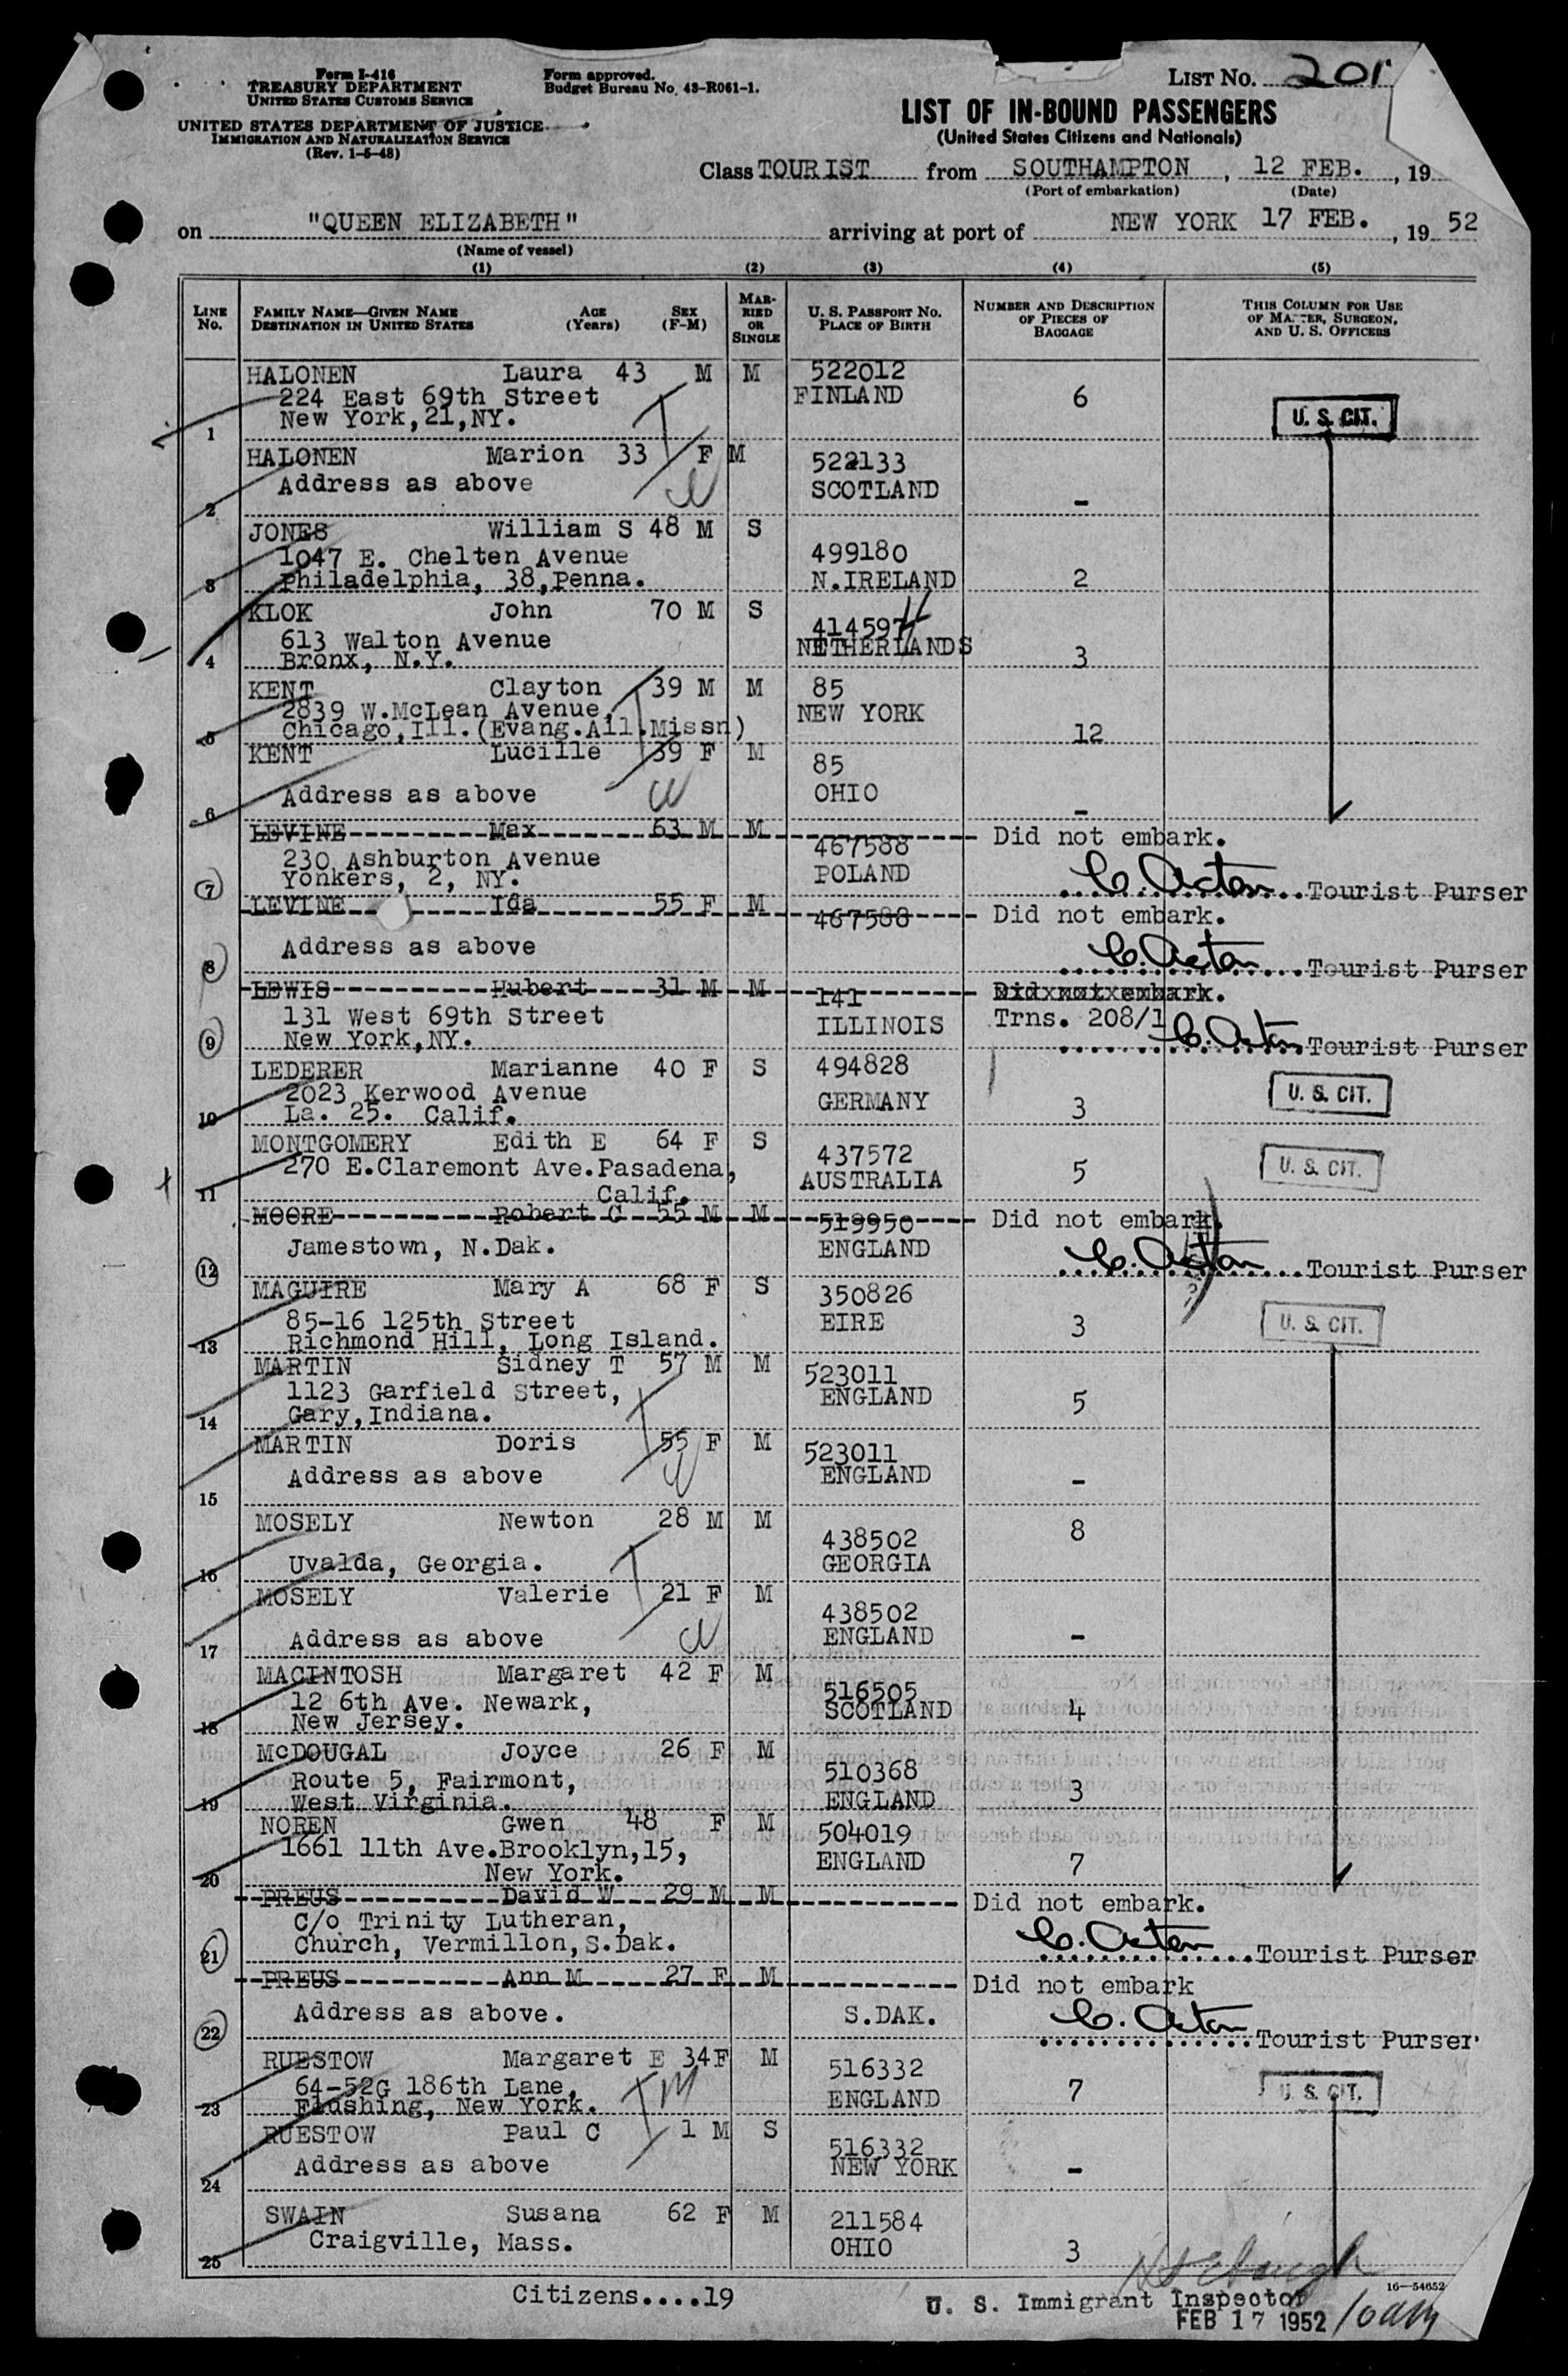 Form I-416
TREASURY DEPARTMENT
UNITED STATES CUSTOMS SERVICE
UNITED STATES DEPARTMENT OF JUSTICE
IMMIGRATION AND NATURALIZATION SERVICE
(Rev. 1-5-48)
Form approved.
Budget Bureau No. 43-R061-1.
LIST NO. 201
LIST OF IN-BOUND PASSENGERS
(United States Citizens and Nationals)
Class TOURIST from SOUTHAMPTON, 12 FEB., 19
(Port of embarkation) (Date)
on "QUEEN ELIZABETH" arriving at port of NEW YORK 17 FEB., 19 52
(Name of vessel)
(1) (2) (3) (4) (5)
LINE No. FAMILY NAME—GIVEN NAME DESTINATION IN UNITED STATES AGE (Years) SEX (F-M) MARRIED OR SINGLE U. S. PASSPORT NO. PLACE OF BIRTH NUMBER AND DESCRIPTION OF PIECES OF BAGGAGE THIS COLUMN FOR USE OF MASTER, SURGEON, AND U. S. OFFICERS
HALONEN Laura 43 M M 522012
224 East 69th Street FINLAND 6 U. S. CIT.
1 New York,21,NY.
HALONEN Marion 33 F M 522133
Address as above SCOTLAND -
2
JONES William S 48 M S
1047 E. Chelten Avenue 499180
3 Philadelphia, 38,Penna. N.IRELAND 2
KLOK John 70 M S 414597
613 Walton Avenue NETHERLANDS
4 Bronx, N.Y. 3
KENT Clayton 39 M M 85
2839 W.McLean Avenue, NEW YORK
5 Chicago,Ill.(Evang.All.Missn) 12
KENT Lucille 39 F M 85
6 Address as above OHIO -
LEVINE Max 63 M M 467588 Did not embark.
230 Ashburton Avenue POLAND
7 Yonkers, 2, NY. C. Acton Tourist Purser
LEVINE Ida 55 F M 467588 Did not embark.
Address as above
8 C. Acton Tourist Purser
LEWIS Hubert 31 M M 141 Did not embark.
131 West 69th Street ILLINOIS Trns. 208/1
9 New York,NY. C. Acton Tourist Purser
LEDERER Marianne 40 F S 494828
2023 Kerwood Avenue GERMANY U. S. CIT.
10 La. 25. Calif. 3
MONTGOMERY Edith E 64 F S 437572
270 E.Claremont Ave.Pasadena, AUSTRALIA 5 U. S. CIT.
11 Calif.
MOORE Robert C 55 M M 519950 Did not embark.
Jamestown, N.Dak. ENGLAND
12 C. Acton Tourist Purser
MAGUIRE Mary A 68 F S 350826
85-16 125th Street EIRE 3 U. S. CIT.
13 Richmond Hill, Long Island.
MARTIN Sidney T 57 M M 523011
1123 Garfield Street, ENGLAND 5
14 Gary,Indiana.
MARTIN Doris 55 F M 523011
Address as above ENGLAND -
15
MOSELY Newton 28 M M 438502 8
16 Uvalda, Georgia. GEORGIA
MOSELY Valerie 21 F M 438502
17 Address as above ENGLAND -
MACINTOSH Margaret 42 F M 516505
12 6th Ave. Newark, SCOTLAND 4
18 New Jersey.
McDOUGAL Joyce 26 F M 510368
Route 5, Fairmont, ENGLAND 3
19 West Virginia.
NOREN Gwen 48 F M 504019
1661 11th Ave.Brooklyn,15, ENGLAND 7
20 New York.
PREUS David W 29 M M Did not embark.
C/o Trinity Lutheran,
21 Church, Vermillon,S.Dak. C. Acton Tourist Purser
PREUS Ann M 27 F M Did not embark
Address as above. S.DAK.
22 C. Acton Tourist Purser
RUESTOW Margaret E 34 F M 516332
64-52G 186th Lane, ENGLAND 7 U. S. CIT.
23 Flushing, New York.
RUESTOW Paul C 1 M S 516332
Address as above NEW YORK -
24
SWAIN Susana 62 F M 211584
Craigville, Mass. OHIO 3
25
Citizens....19
U. S. Immigrant Inspector
16—54652
FEB 17 1952